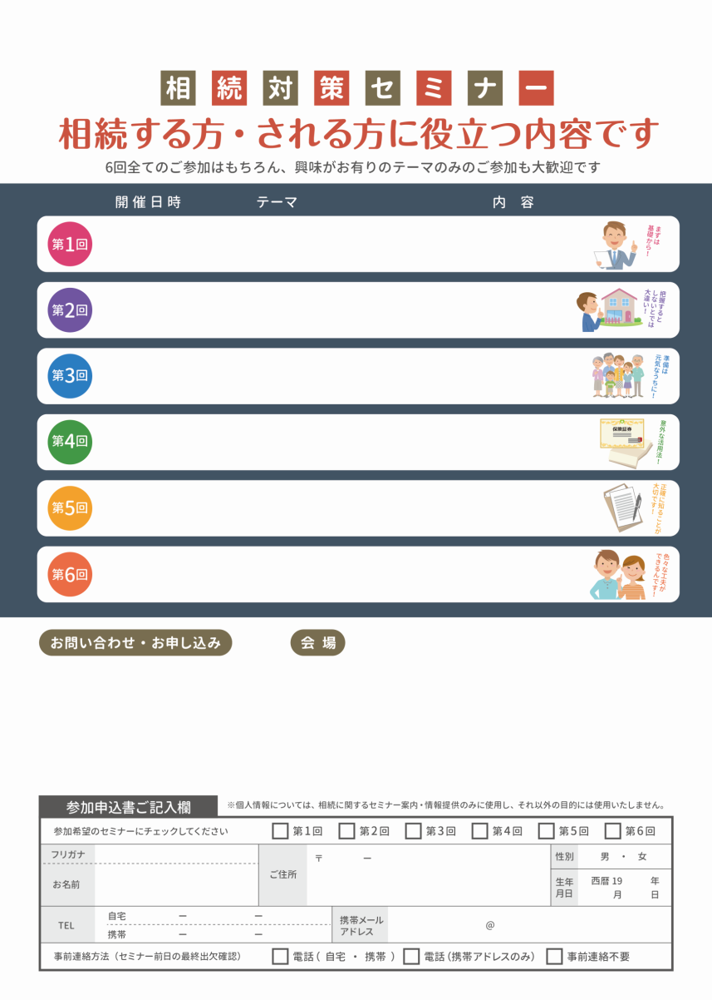 相続対策セミナー
相続する方・される方に役立つ内容です
6回全てのご参加はもちろん、興味がお有りのテーマのみのご参加も大歓迎です
開催日時 テーマ 内容
第1回
まずは
基礎から！
第2回
把握すると
しないとでは
大違い！
第3回
準備は
元気なうちに！
第4回
保険証券
意外な活用法！
第5回
正確に知ることが
大切です！
第6回
色々な工夫が
できるんです！
お問い合わせ・お申し込み 会場
参加申込書ご記入欄 ※個人情報については、相続に関するセミナー案内・情報提供のみに使用し、それ以外の目的には使用いたしません。
参加希望のセミナーにチェックしてください □第1回 □第2回 □第3回 □第4回 □第5回 □第6回
フリガナ
お名前
ご住所 〒 ー
性別 男 ・ 女
生年
月日
西暦 19 年
月 日
TEL
自宅 ー ー
携帯 ー ー
携帯メール
アドレス
@
事前連絡方法（セミナー前日の最終出欠確認） □電話（ 自宅 ・ 携帯 ） □電話（携帯アドレスのみ） □事前連絡不要